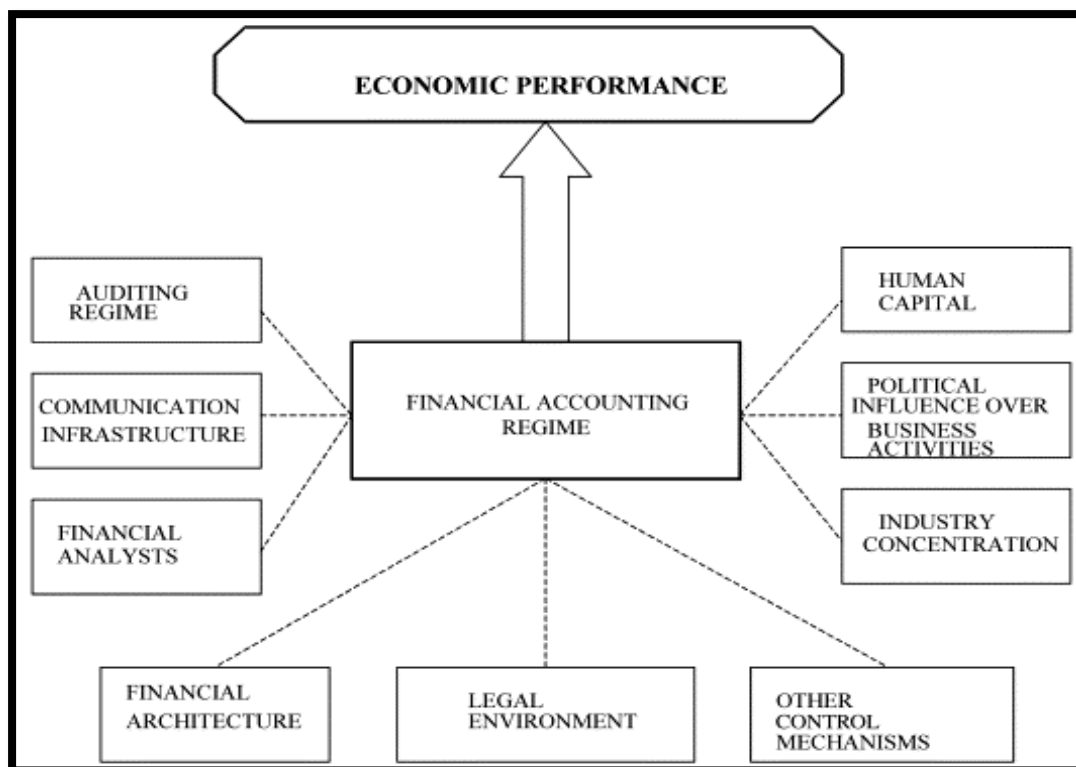 ECONOMIC PERFORMANCE
AUDITING
REGIME
HUMAN
CAPITAL
COMMUNICATION
INFRASTRUCTURE
FINANCIAL ACCOUNTING
REGIME
POLITICAL
INFLUENCE OVER
BUSINESS
ACTIVITIES
FINANCIAL
ANALYSTS
INDUSTRY
CONCENTRATION
FINANCIAL
ARCHITECTURE
LEGAL
ENVIRONMENT
OTHER
CONTROL
MECHANISMS